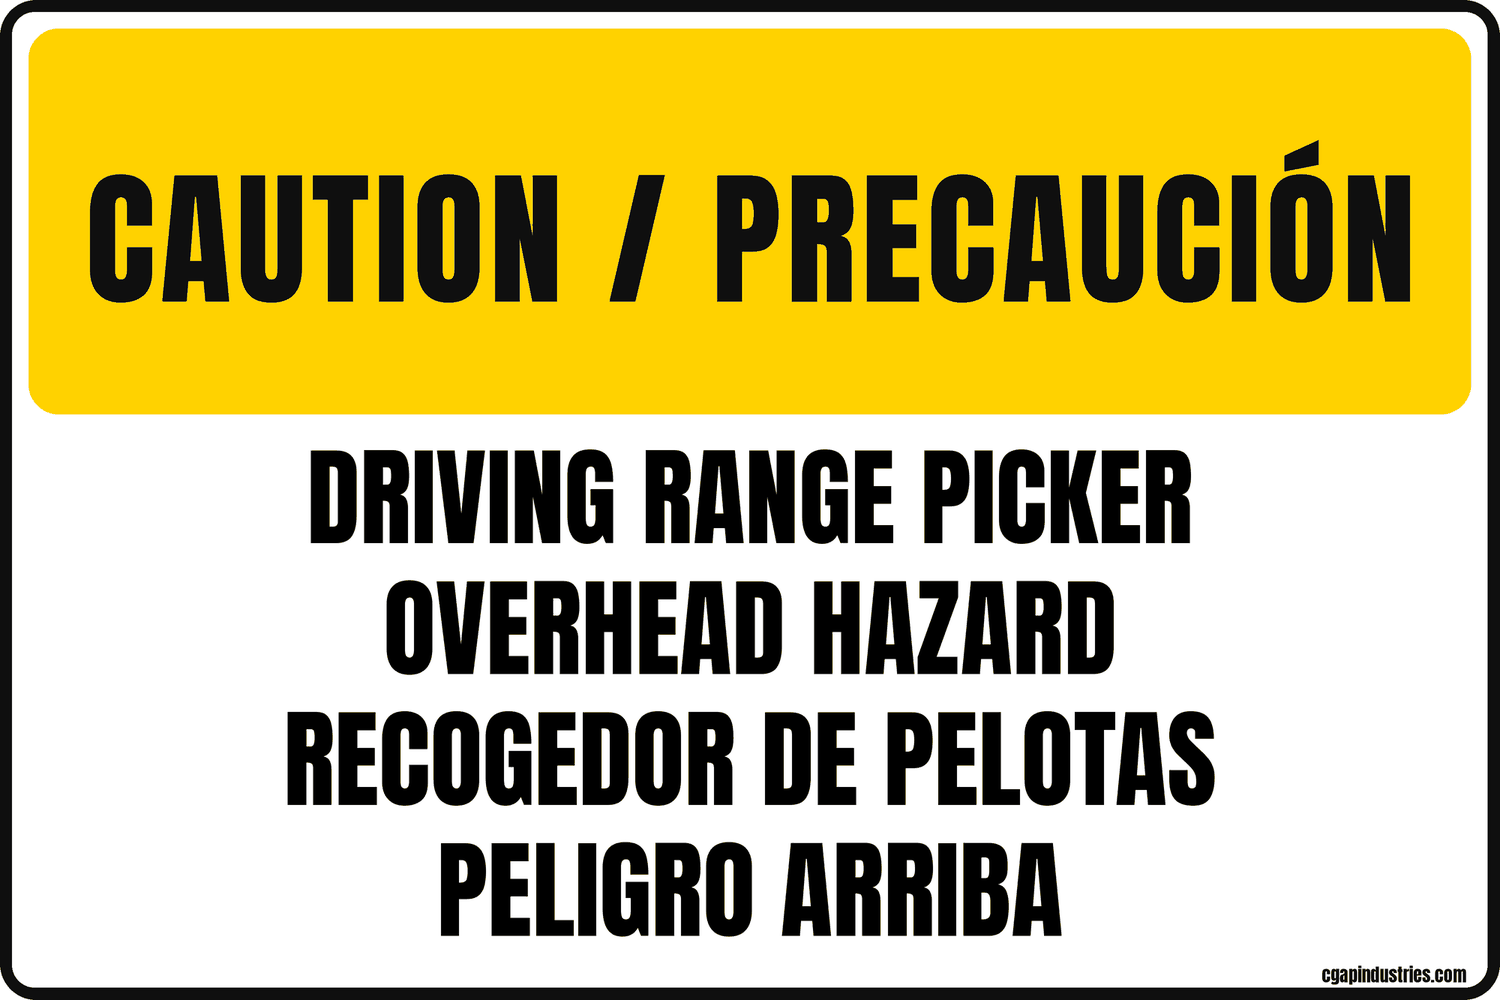 CAUTION / PRECAUCIÓN
DRIVING RANGE PICKER
OVERHEAD HAZARD
RECOGEDOR DE PELOTAS
PELIGRO ARRIBA
cgapindustries.com